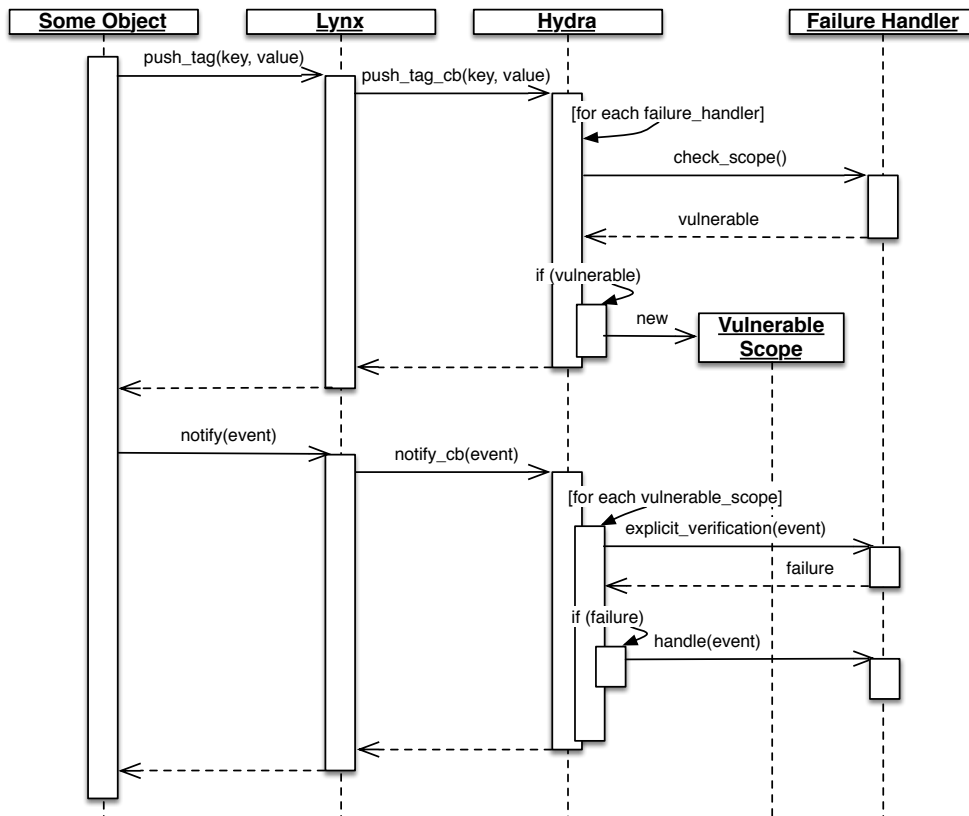 Some Object
Lynx
Hydra
Failure Handler
push_tag(key, value)
push_tag_cb(key, value)
[for each failure_handler]
check_scope()
vulnerable
if (vulnerable)
new
Vulnerable
Scope
notify(event)
notify_cb(event)
[for each vulnerable_scope]
explicit_verification(event)
failure
if (failure)
handle(event)